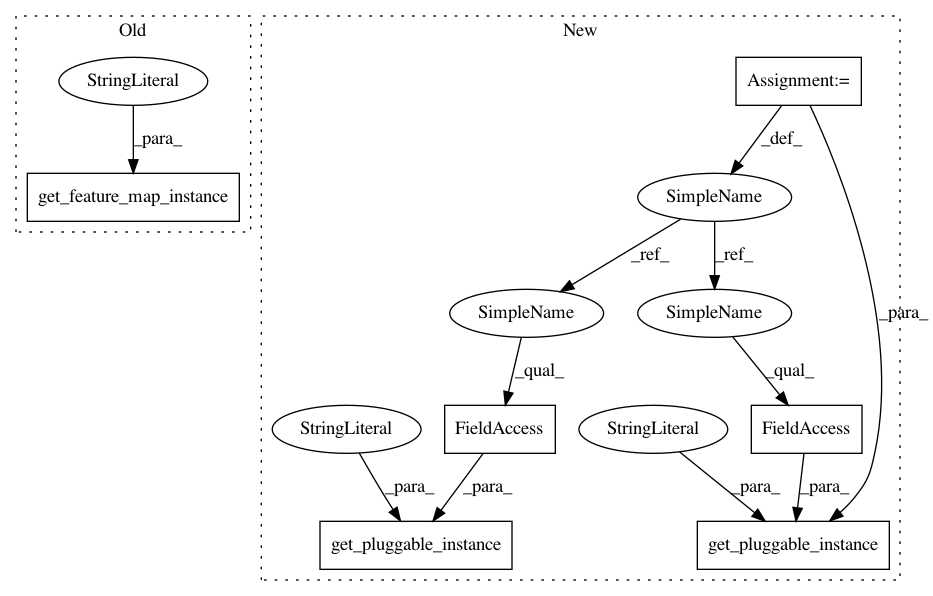 Old
New
StringLiteral
Assignment:=
_para_
_def_
get_feature_map_instance
SimpleName
_ref_
_ref_
SimpleName
SimpleName
_para_
_qual_
_qual_
StringLiteral
FieldAccess
StringLiteral
FieldAccess
_para_
_para_
_para_
_para_
get_pluggable_instance
get_pluggable_instance